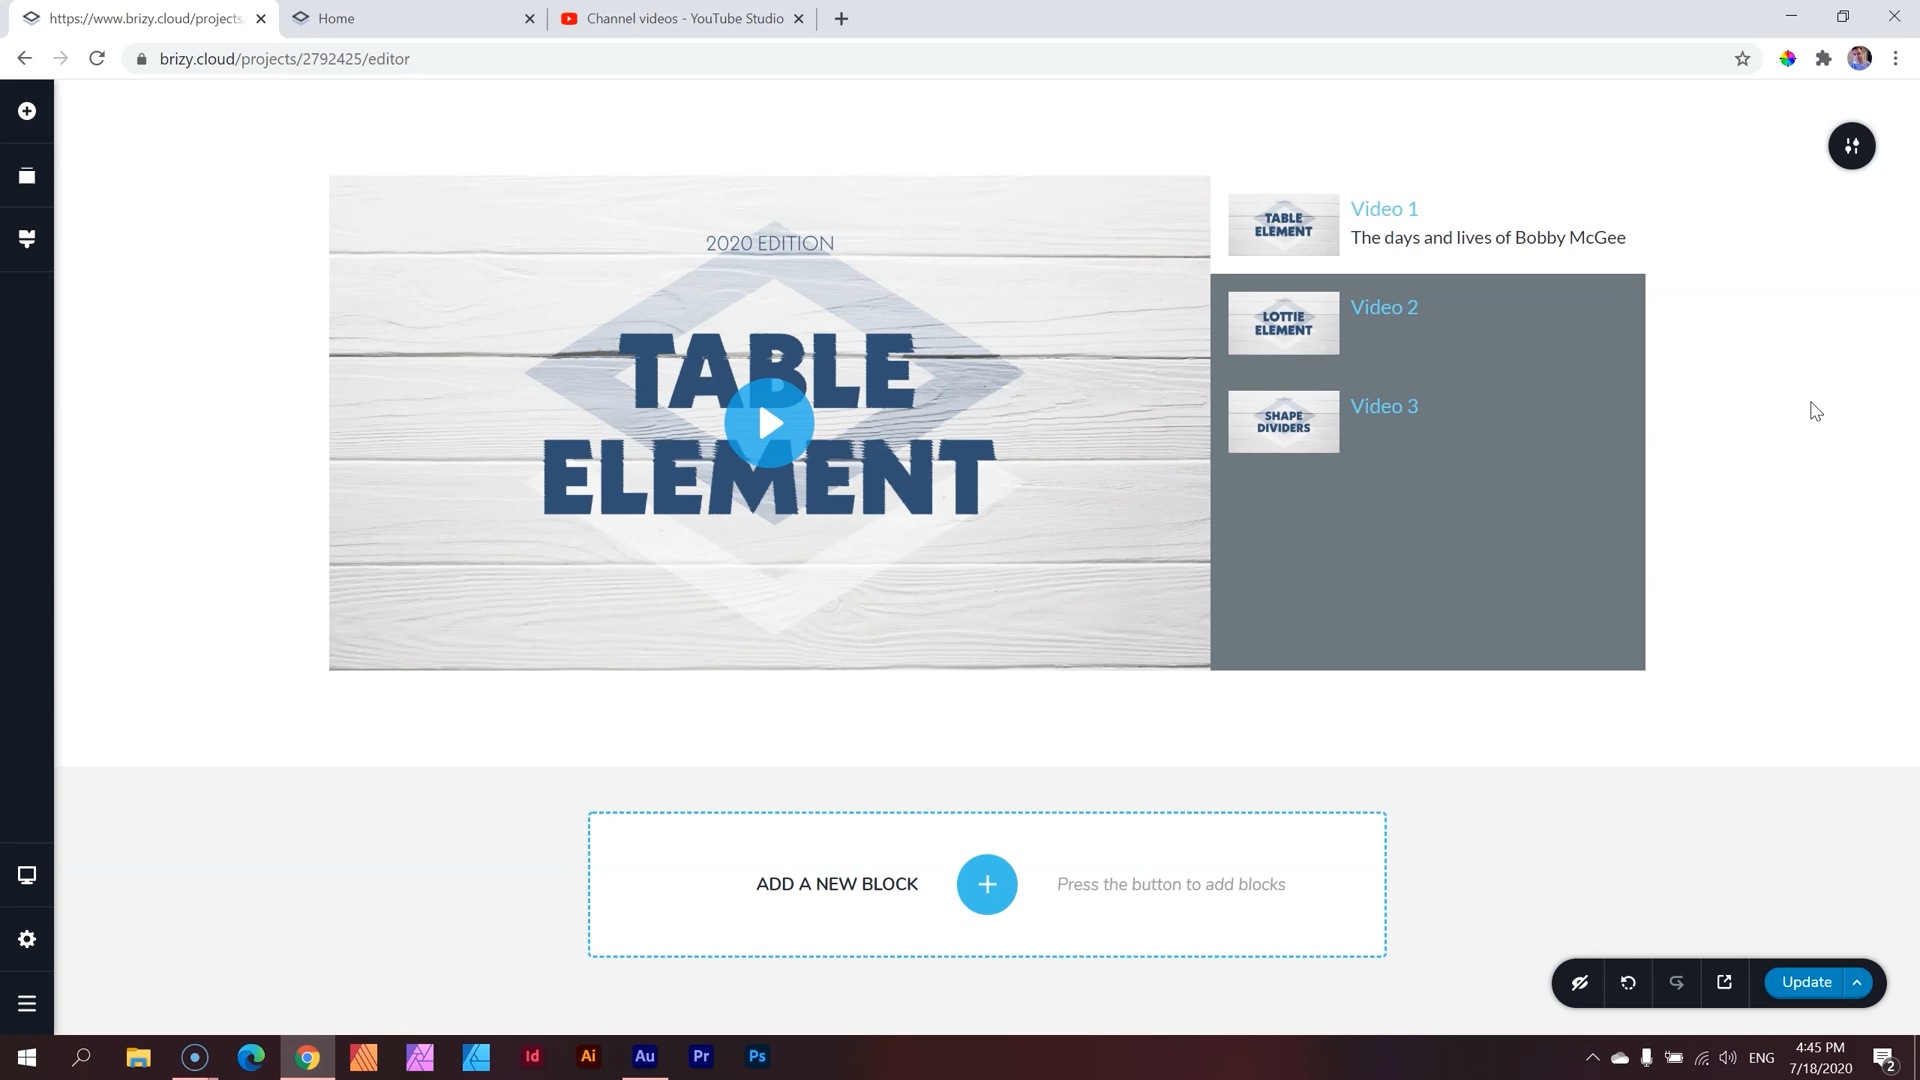 https://www.brizy.cloud/projects
Home
Channel videos - YouTube Studio
brizy.cloud/projects/2792425/editor
2020 EDITION
TABLE
ELEMENT
TABLE
ELEMENT
Video 1
The days and lives of Bobby McGee
LOTTIE
ELEMENT
Video 2
SHAPE
DIVIDERS
Video 3
ADD A NEW BLOCK
Press the button to add blocks
Update
Id
Ai
Au
Pr
Ps
ENG
4:45 PM
7/18/2020
2